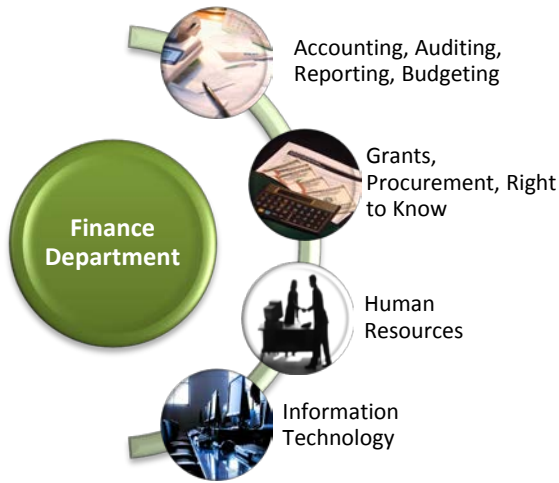 Accounting, Auditing,
Reporting, Budgeting
Grants,
Procurement, Right
to Know
Finance
Department
Human
Resources
Information
Technology